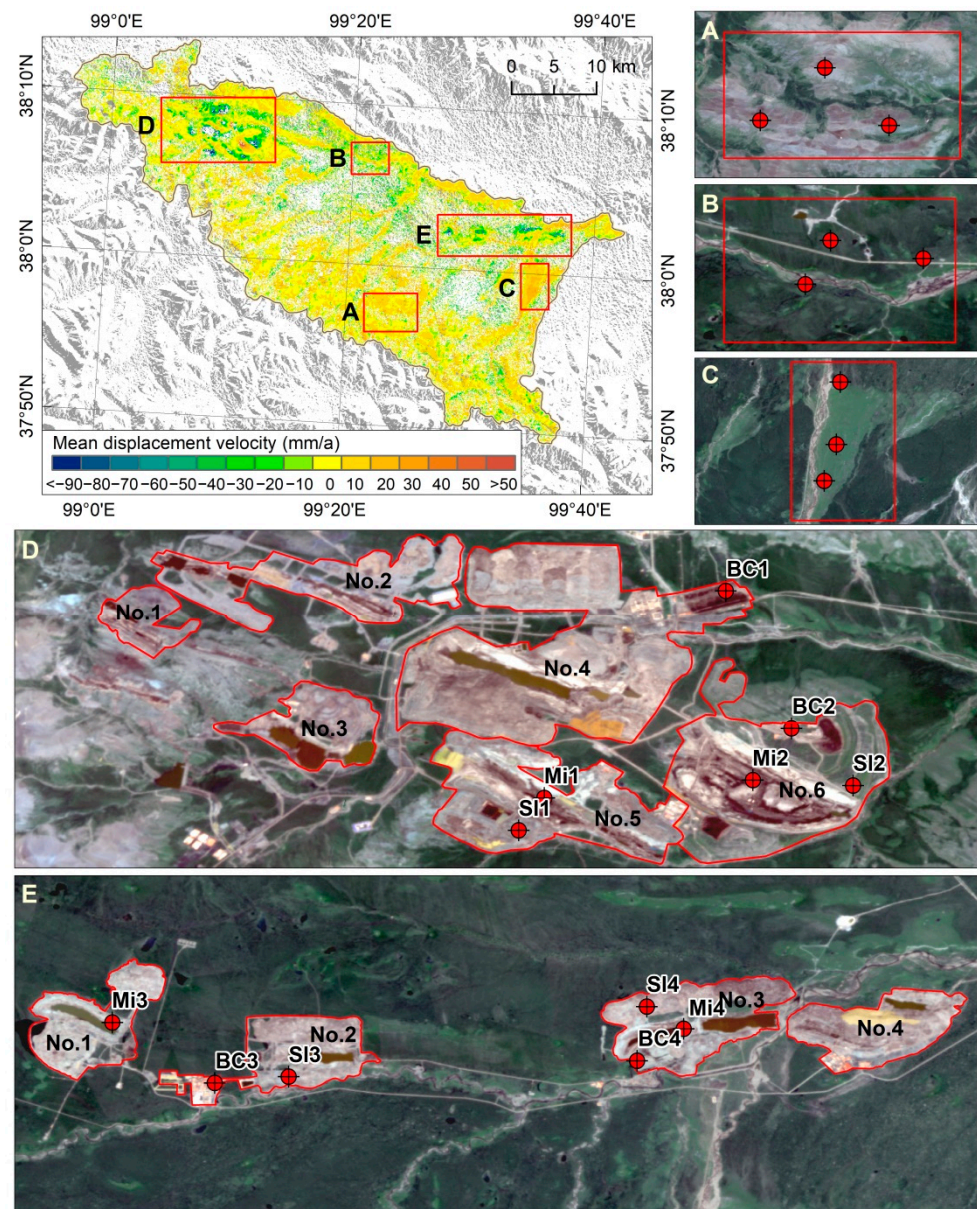 99°0'E 99°20'E 99°40'E
38°10'N
38°0'N
37°50'N
0 5 10 km
D
B
E
C
A
Mean displacement velocity (mm/a)
<−90 −80 −70 −60 −50 −40 −30 −20 −10 0 10 20 30 40 50 >50
99°0'E 99°20'E 99°40'E
38°10'N
38°0'N
37°50'N
A
B
C
D
No.1
No.2
BC1
No.4
No.3
BC2
Mi1
Mi2
SI2
SI1
No.5
No.6
E
Mi3
No.1
BC3
SI3
No.2
SI4
Mi4
No.3
BC4
No.4